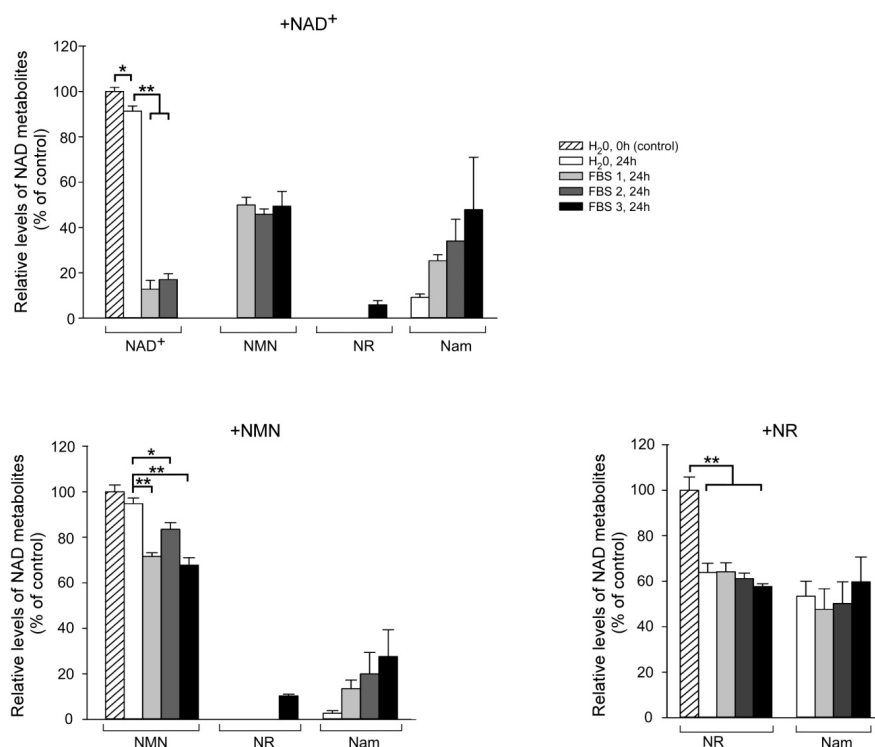 +NAD⁺
Relative levels of NAD metabolites
(% of control)
120
100
80
60
40
20
0
*
**
NAD⁺
NMN
NR
Nam
H₂0, 0h (control)
H₂0, 24h
FBS 1, 24h
FBS 2, 24h
FBS 3, 24h
+NMN
Relative levels of NAD metabolites
(% of control)
120
100
80
60
40
20
0
*
**
**
NMN
NR
Nam
+NR
Relative levels of NAD metabolites
(% of control)
120
100
80
60
40
20
0
**
NR
Nam